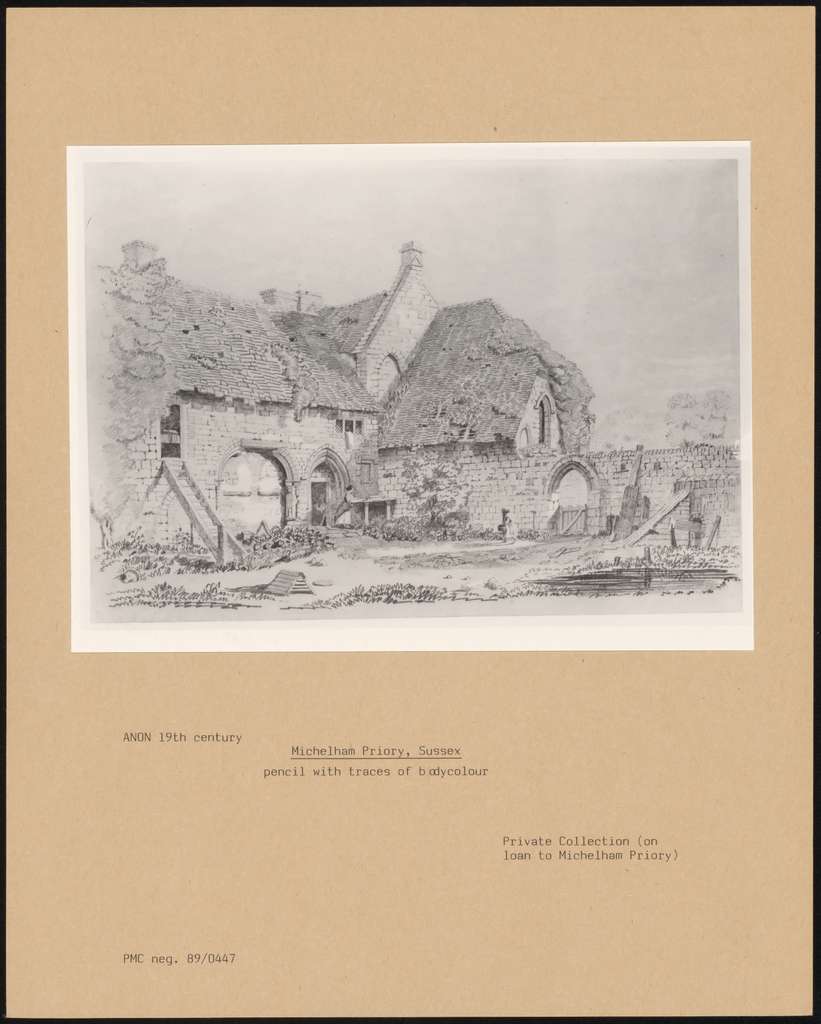 ANON 19th century
Michelham Priory, Sussex
pencil with traces of bodycolour
Private Collection (on
loan to Michelham Priory)
PMC neg. 89/0447